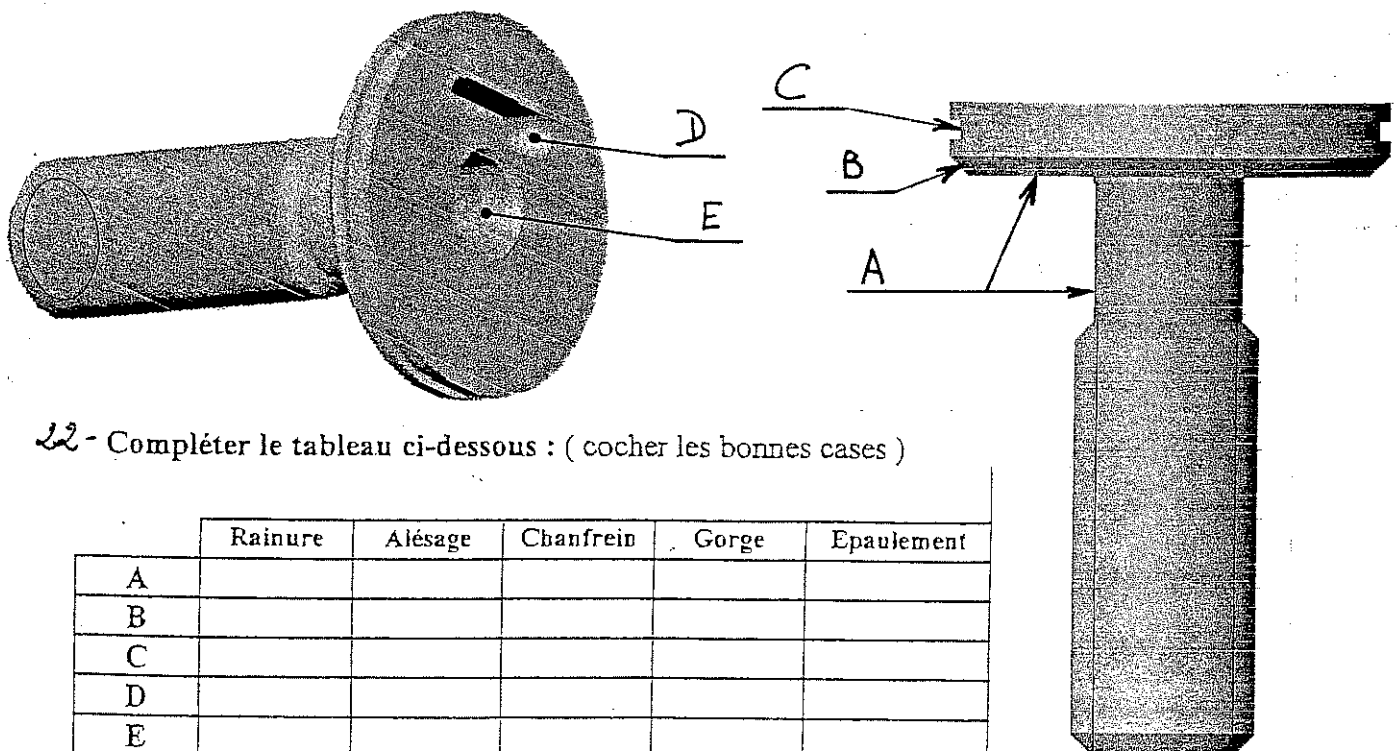 C
D
B
E
A
22- Compléter le tableau ci-dessous : ( cocher les bonnes cases )
Rainure Alésage Chanfrein Gorge Epaulement
A
B
C
D
E